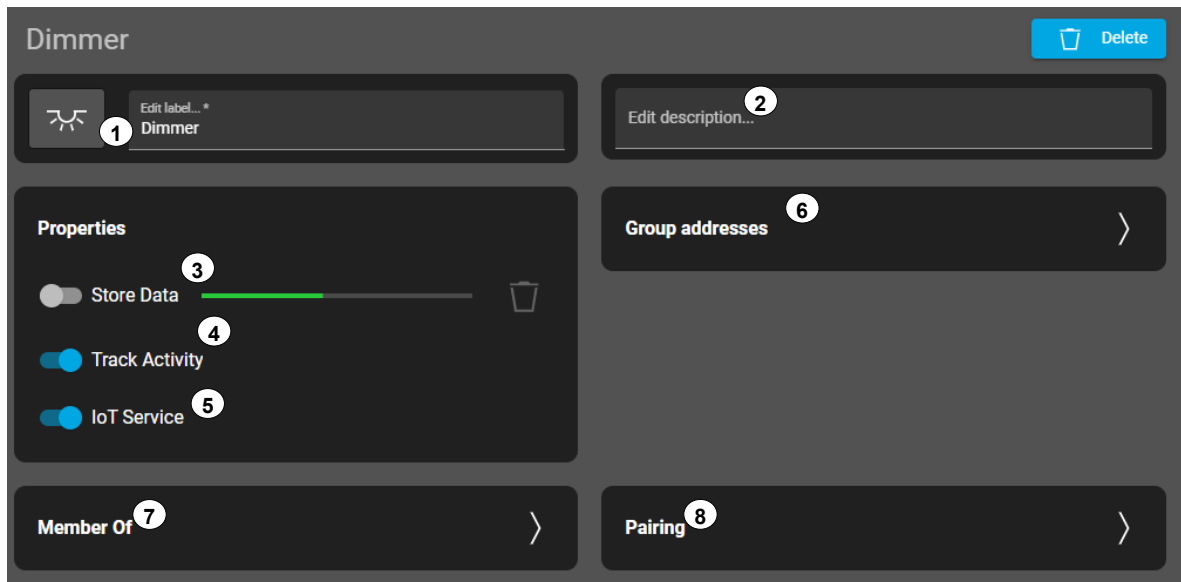 Dimmer
Delete
Edit label... *
1
Dimmer
2
Edit description...
Properties
6
Group addresses
3
Store Data
4
Track Activity
5
IoT Service
Member Of
7
Pairing
8